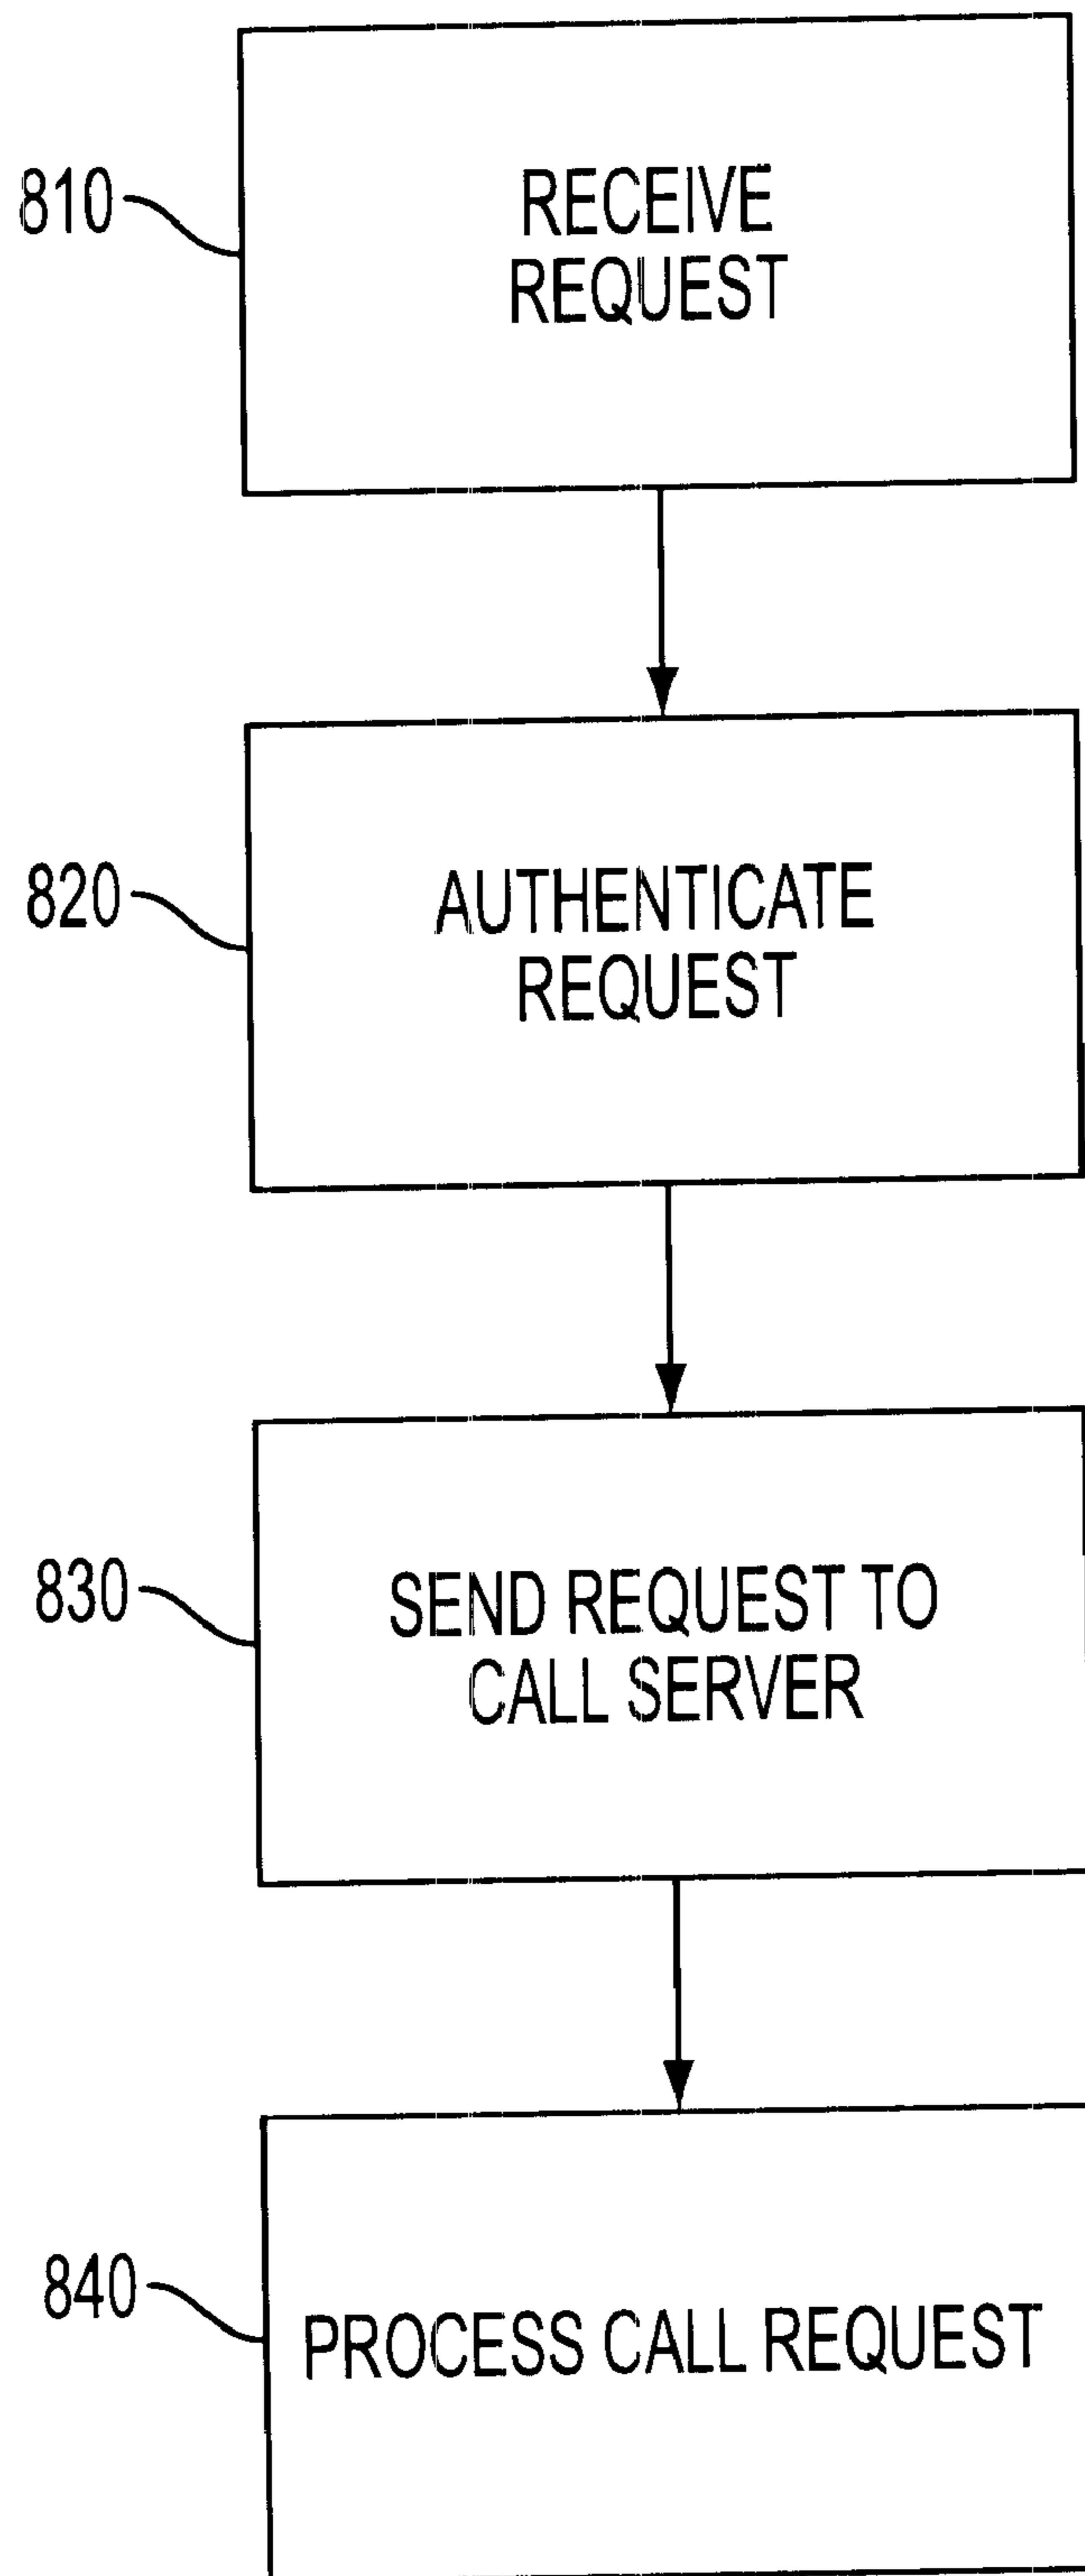 810
RECEIVE
REQUEST
820
AUTHENTICATE
REQUEST
830
SEND REQUEST TO
CALL SERVER
840
PROCESS CALL REQUEST